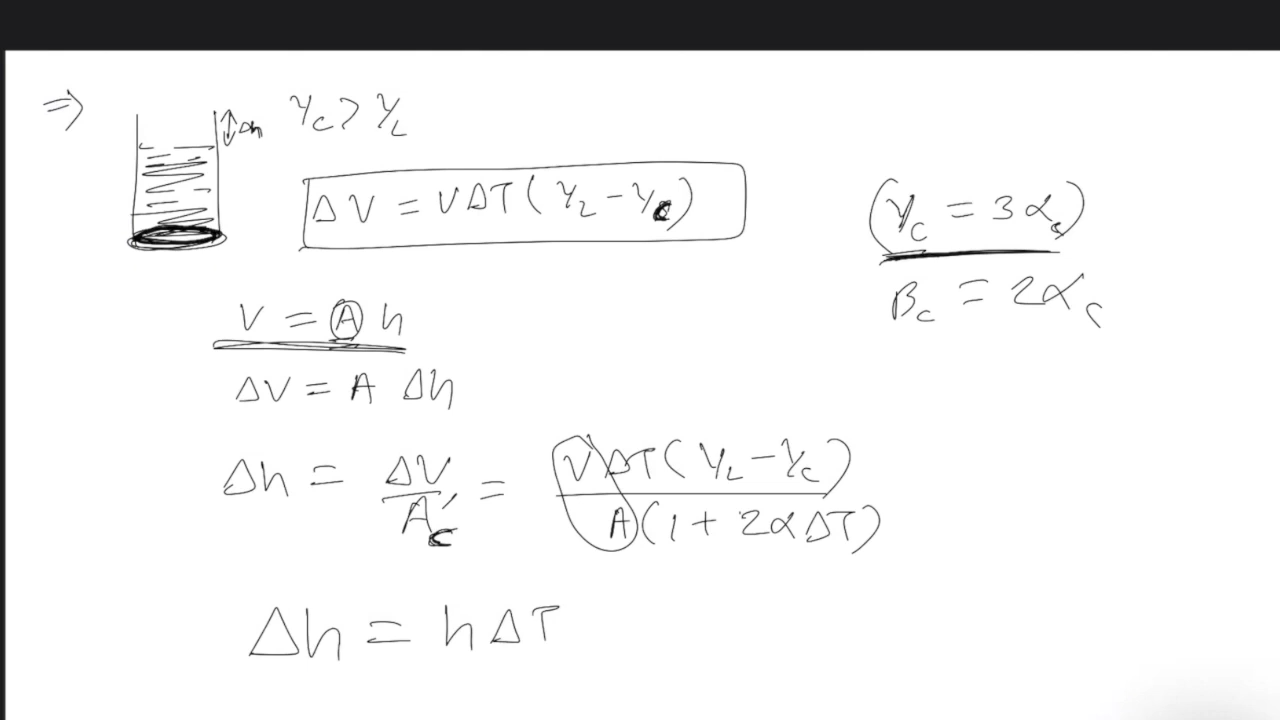 ⇒ Δh γc > γL
ΔV = VΔT(γL - γc)
(γc = 3αc)
βc = 2αc
V = A h
ΔV = A Δh
Δh = ΔV / A'c = VΔT(γL - γc) / A(1 + 2αΔT)
Δh = hΔT